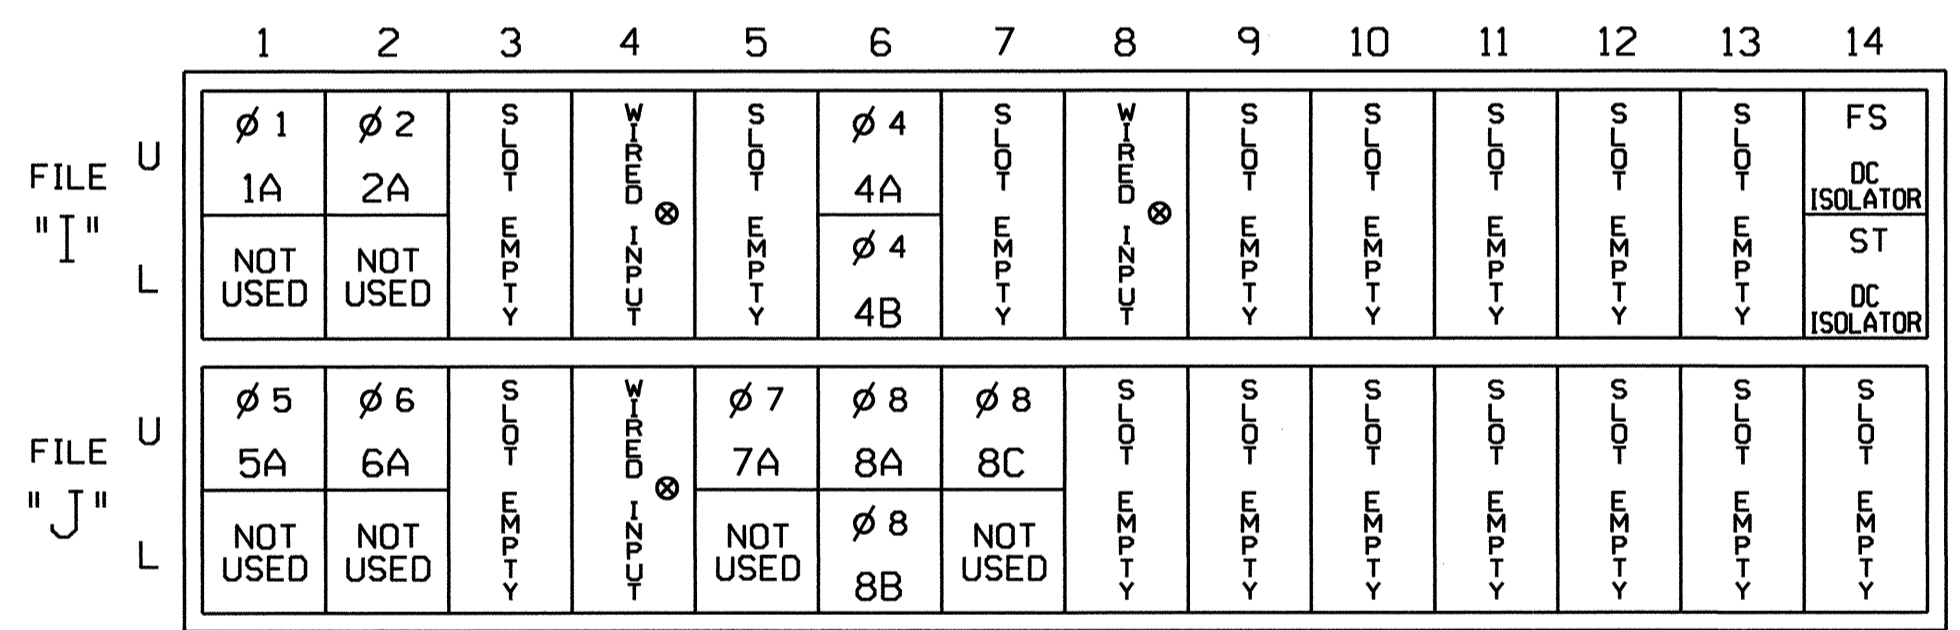 1 2 3 4 5 6 7 8 9 10 11 12 13 14
FILE "I"
U
L
ø 1 1A
NOT USED
ø 2 2A
NOT USED
SLOT EMPTY
WIRED INPUT ⊗
SLOT EMPTY
ø 4 4A
ø 4 4B
SLOT EMPTY
WIRED INPUT ⊗
SLOT EMPTY
SLOT EMPTY
SLOT EMPTY
SLOT EMPTY
SLOT EMPTY
FS DC ISOLATOR
ST DC ISOLATOR
FILE "J"
U
L
ø 5 5A
NOT USED
ø 6 6A
NOT USED
SLOT EMPTY
WIRED INPUT ⊗
ø 7 7A
NOT USED
ø 8 8A
ø 8 8B
ø 8 8C
NOT USED
SLOT EMPTY
SLOT EMPTY
SLOT EMPTY
SLOT EMPTY
SLOT EMPTY
SLOT EMPTY
SLOT EMPTY